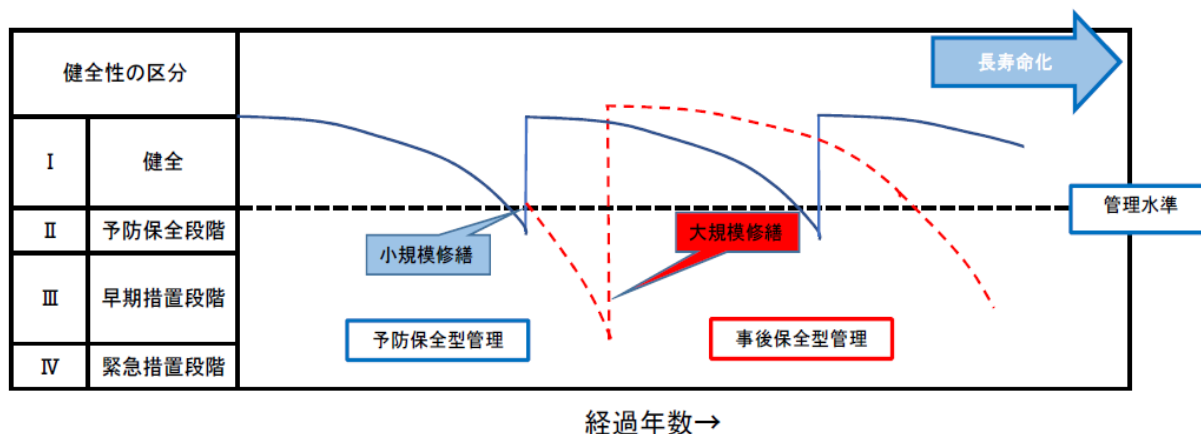 健全性の区分
長寿命化
Ⅰ 健全
管理水準
Ⅱ 予防保全段階
小規模修繕
大規模修繕
Ⅲ 早期措置段階
予防保全型管理
事後保全型管理
Ⅳ 緊急措置段階
経過年数→